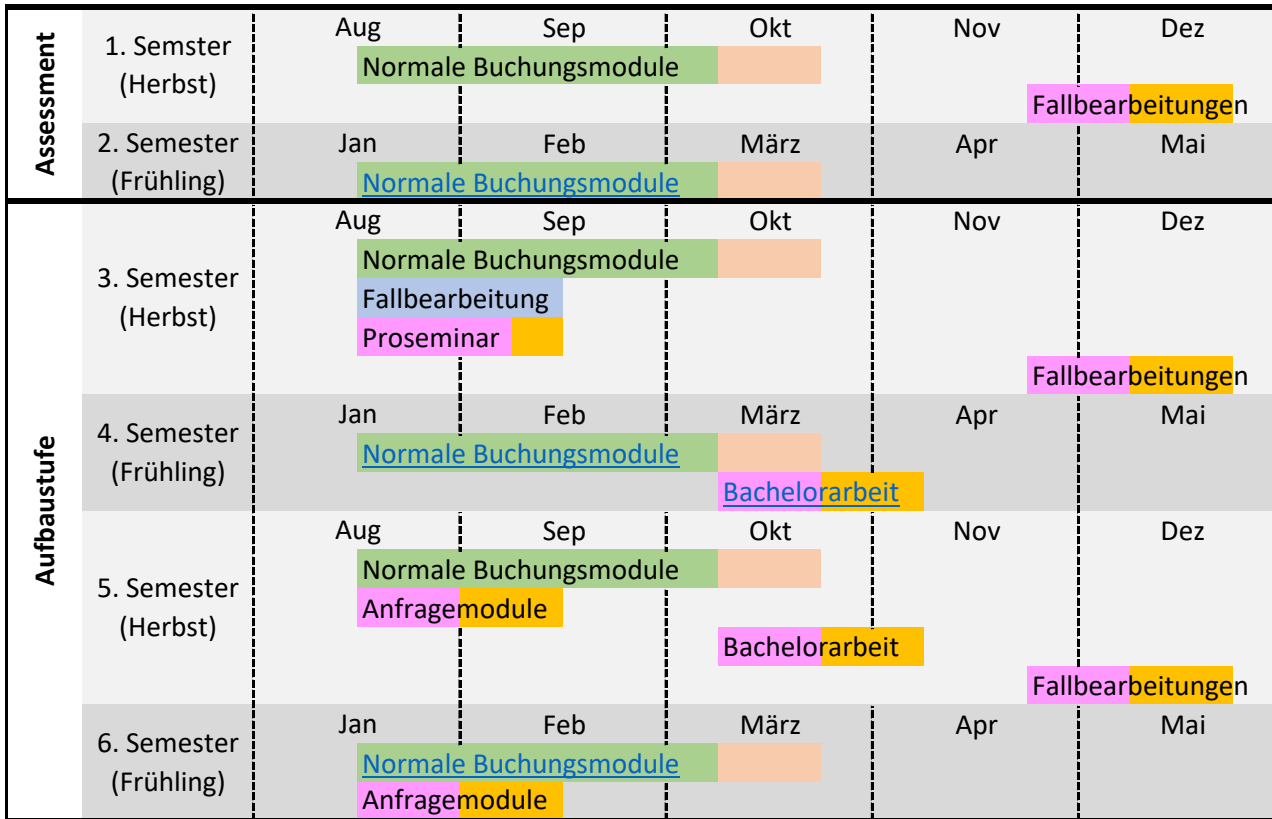 Assessment
1. Semster
(Herbst)
Aug Sep Okt Nov Dez
Normale Buchungsmodule
Fallbearbeitungen
2. Semester
(Frühling)
Jan Feb März Apr Mai
Normale Buchungsmodule
Aufbaustufe
3. Semester
(Herbst)
Aug Sep Okt Nov Dez
Normale Buchungsmodule
Fallbearbeitung
Proseminar
Fallbearbeitungen
4. Semester
(Frühling)
Jan Feb März Apr Mai
Normale Buchungsmodule
Bachelorarbeit
5. Semester
(Herbst)
Aug Sep Okt Nov Dez
Normale Buchungsmodule
Anfragemodule
Bachelorarbeit
Fallbearbeitungen
6. Semester
(Frühling)
Jan Feb März Apr Mai
Normale Buchungsmodule
Anfragemodule